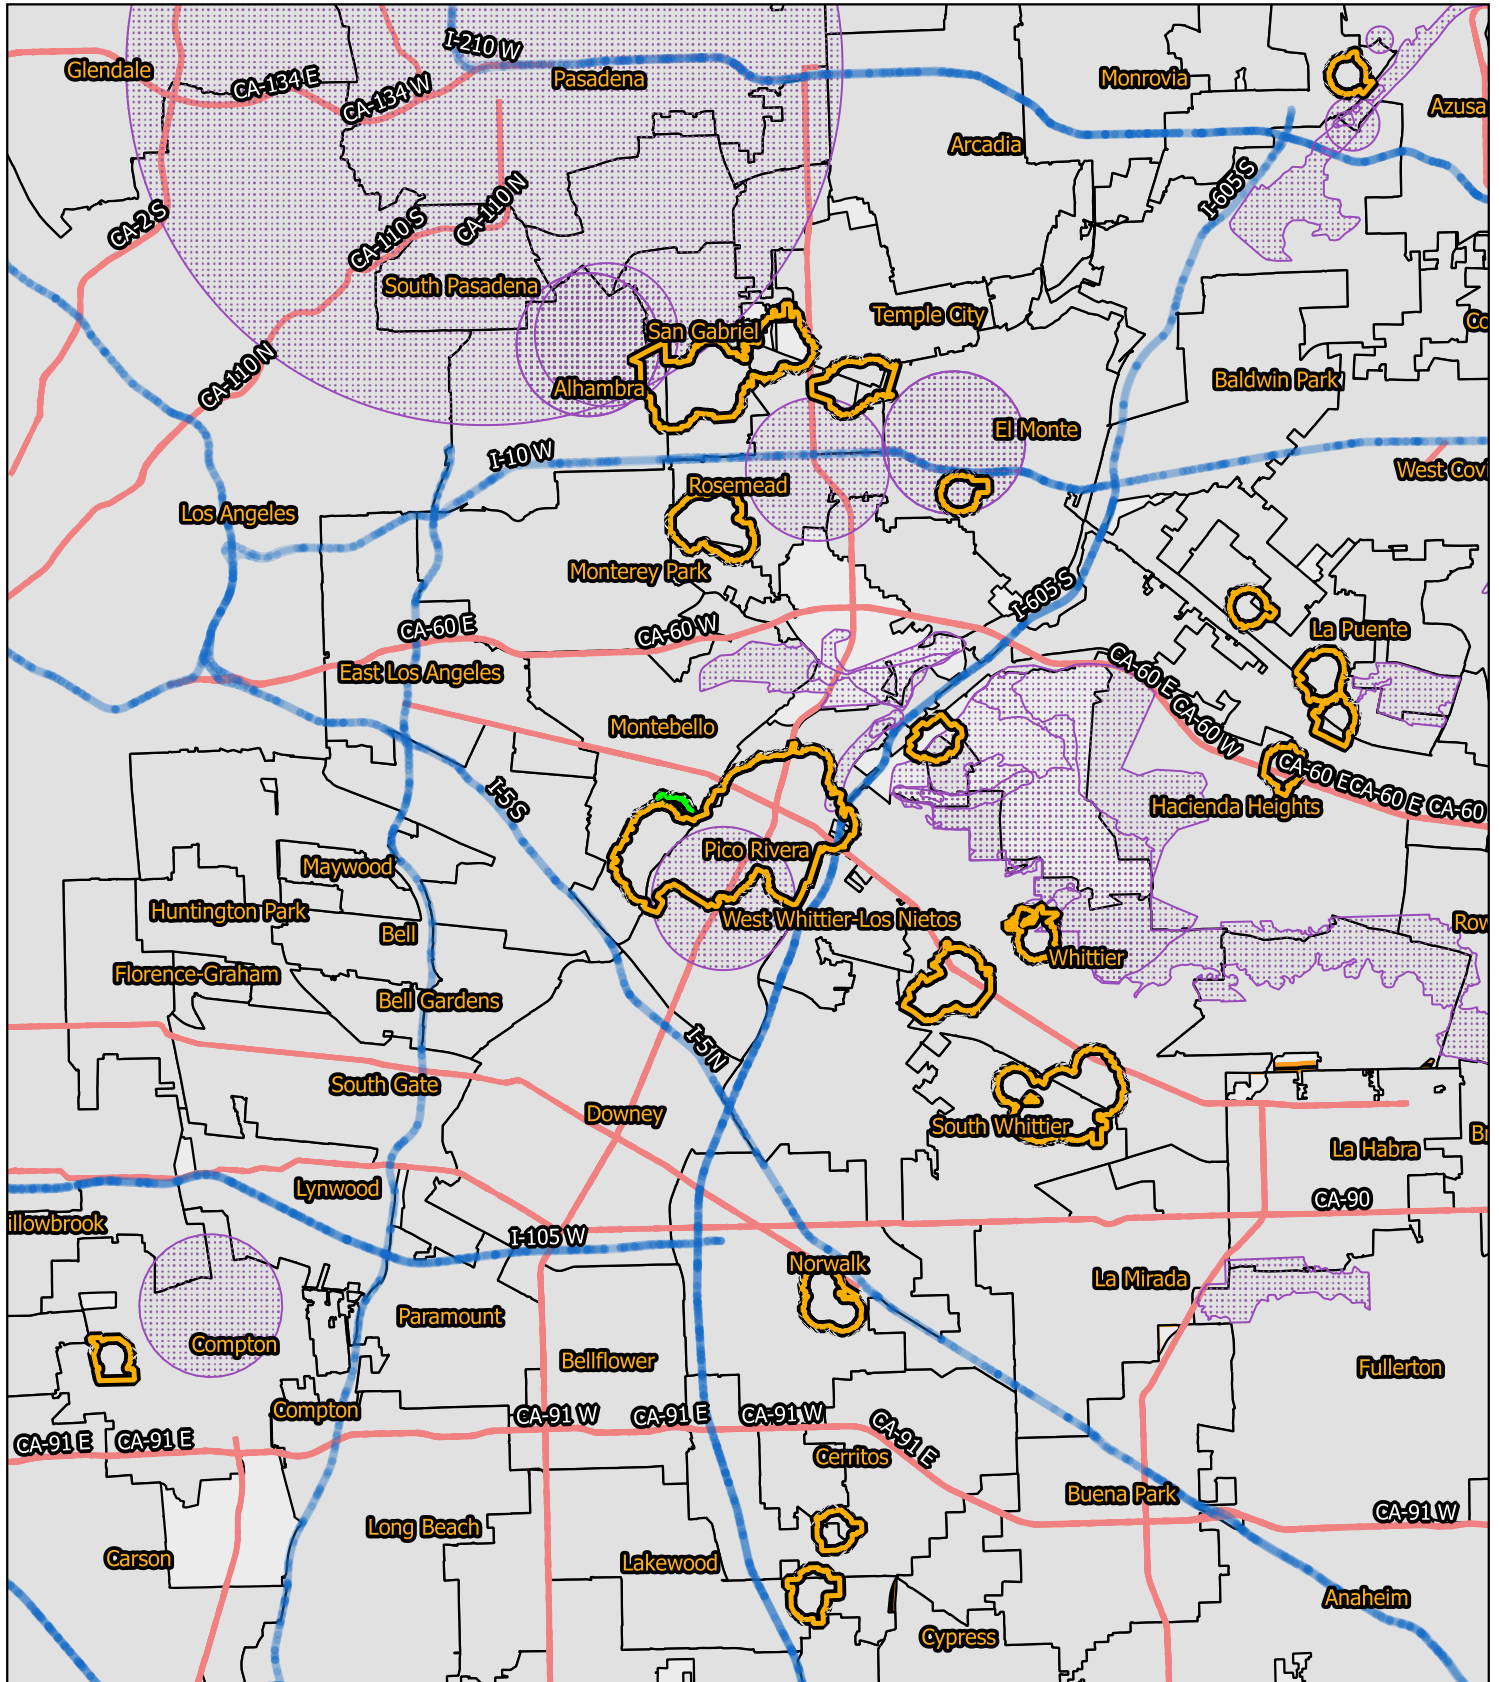 I-210 W
Glendale
CA-134 E
CA-134 W
Pasadena
Monrovia
Azusa
Arcadia
I-605 S
CA-2 S
CA-110 S
CA-110 N
South Pasadena
San Gabriel
Temple City
Co
CA-110 N
Alhambra
Baldwin Park
El Monte
I-10 W
West Covi
Rosemead
Los Angeles
Monterey Park
I-605 S
CA-60 E
CA-60 W
La Puente
East Los Angeles
CA-60 E
CA-60 W
Montebello
CA-60 E
CA-60 E
CA-60
I-5 S
Hacienda Heights
Pico Rivera
Maywood
Huntington Park
West Whittier-Los Nietos
Row
Bell
Whittier
Florence-Graham
Bell Gardens
I-5 N
South Gate
Downey
South Whittier
Br
La Habra
Lynwood
CA-90
illowbrook
I-105 W
Norwalk
La Mirada
Paramount
Compton
Bellflower
Fullerton
Compton
CA-91 W
CA-91 E
CA-91 W
CA-91 E
CA-91 E
CA-91 E
Cerritos
Buena Park
CA-91 W
Long Beach
Carson
Lakewood
Anaheim
Cypress